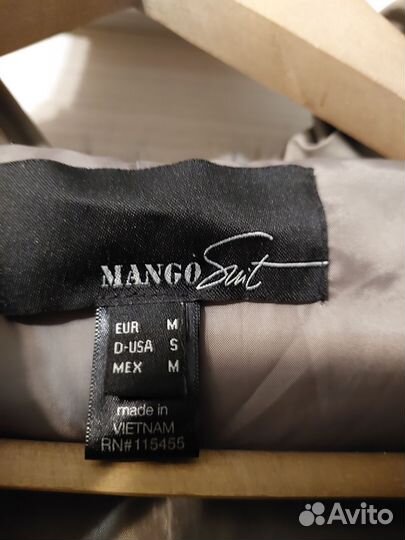 MANGO Suit
EUR M
D-USA S
MEX M
made in
VIETNAM
RN#115455
Avito